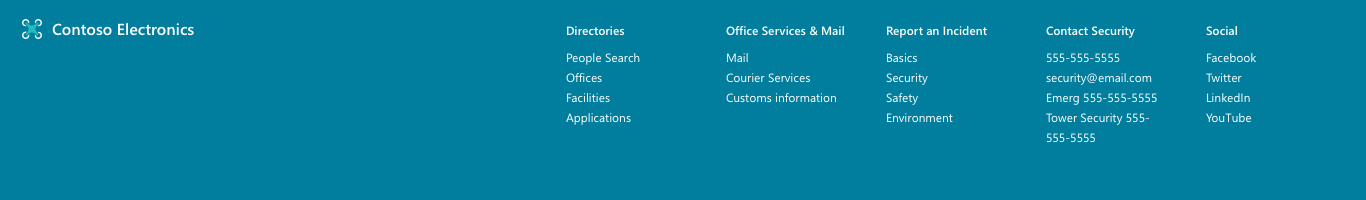 Contoso Electronics
Directories
People Search
Offices
Facilities
Applications
Office Services & Mail
Mail
Courier Services
Customs information
Report an Incident
Basics
Security
Safety
Environment
Contact Security
555-555-5555
security@email.com
Emerg 555-555-5555
Tower Security 555-
555-5555
Social
Facebook
Twitter
LinkedIn
YouTube